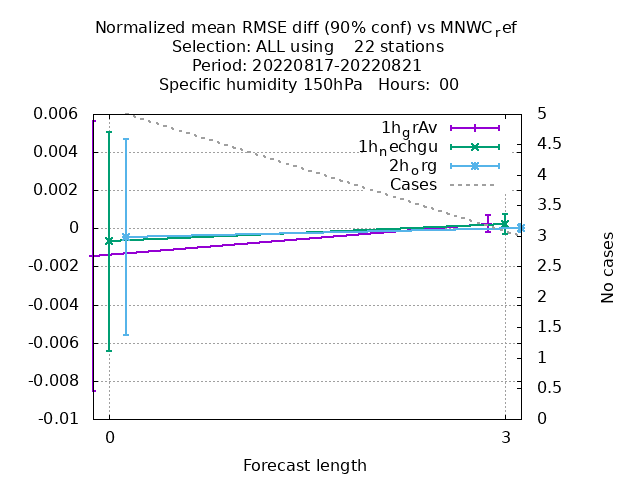 Normalized mean RMSE diff (90% conf) vs MNWC_ref
Selection: ALL using    22 stations
Period: 20220817-20220821
Specific humidity 150hPa   Hours: 00
0.006
0.004
0.002
0
-0.002
-0.004
-0.006
-0.008
-0.01
1h_grAv
1h_nechgu
2h_org
Cases
5
4.5
4
3.5
3
2.5
2
1.5
1
0.5
0
No cases
0
3
Forecast length